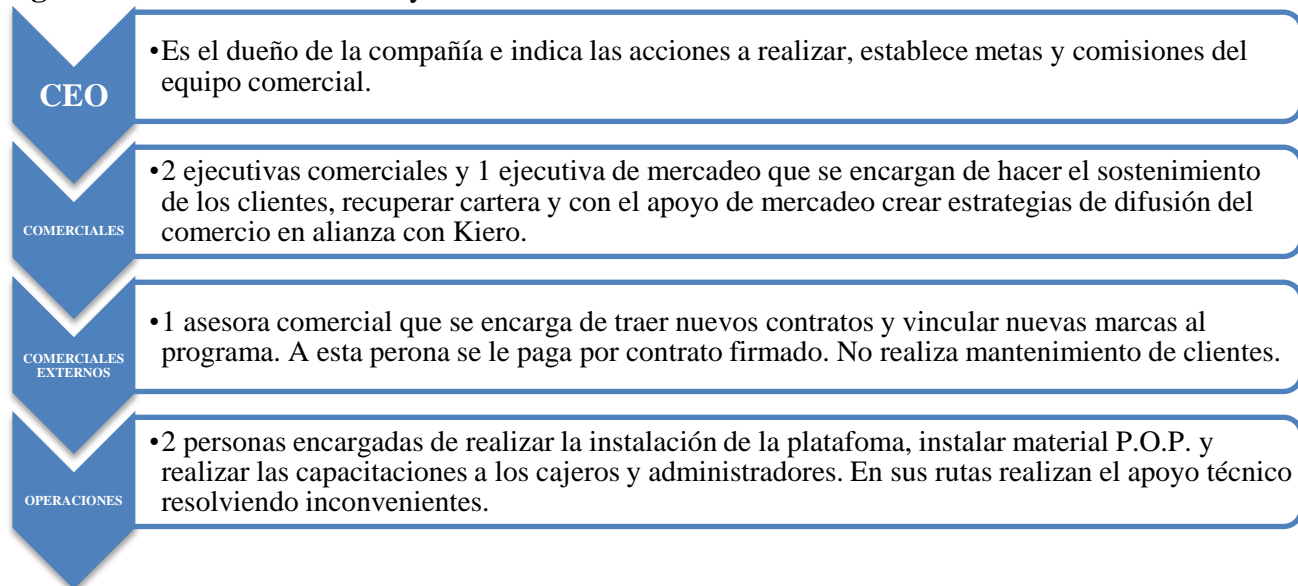 CEO
•Es el dueño de la compañía e indica las acciones a realizar, establece metas y comisiones del
equipo comercial.
COMERCIALES
•2 ejecutivas comerciales y 1 ejecutiva de mercadeo que se encargan de hacer el sostenimiento
de los clientes, recuperar cartera y con el apoyo de mercadeo crear estrategias de difusión del
comercio en alianza con Kiero.
COMERCIALES
EXTERNOS
•1 asesora comercial que se encarga de traer nuevos contratos y vincular nuevas marcas al
programa. A esta perona se le paga por contrato firmado. No realiza mantenimiento de clientes.
OPERACIONES
•2 personas encargadas de realizar la instalación de la platafoma, instalar material P.O.P. y
realizar las capacitaciones a los cajeros y administradores. En sus rutas realizan el apoyo técnico
resolviendo inconvenientes.